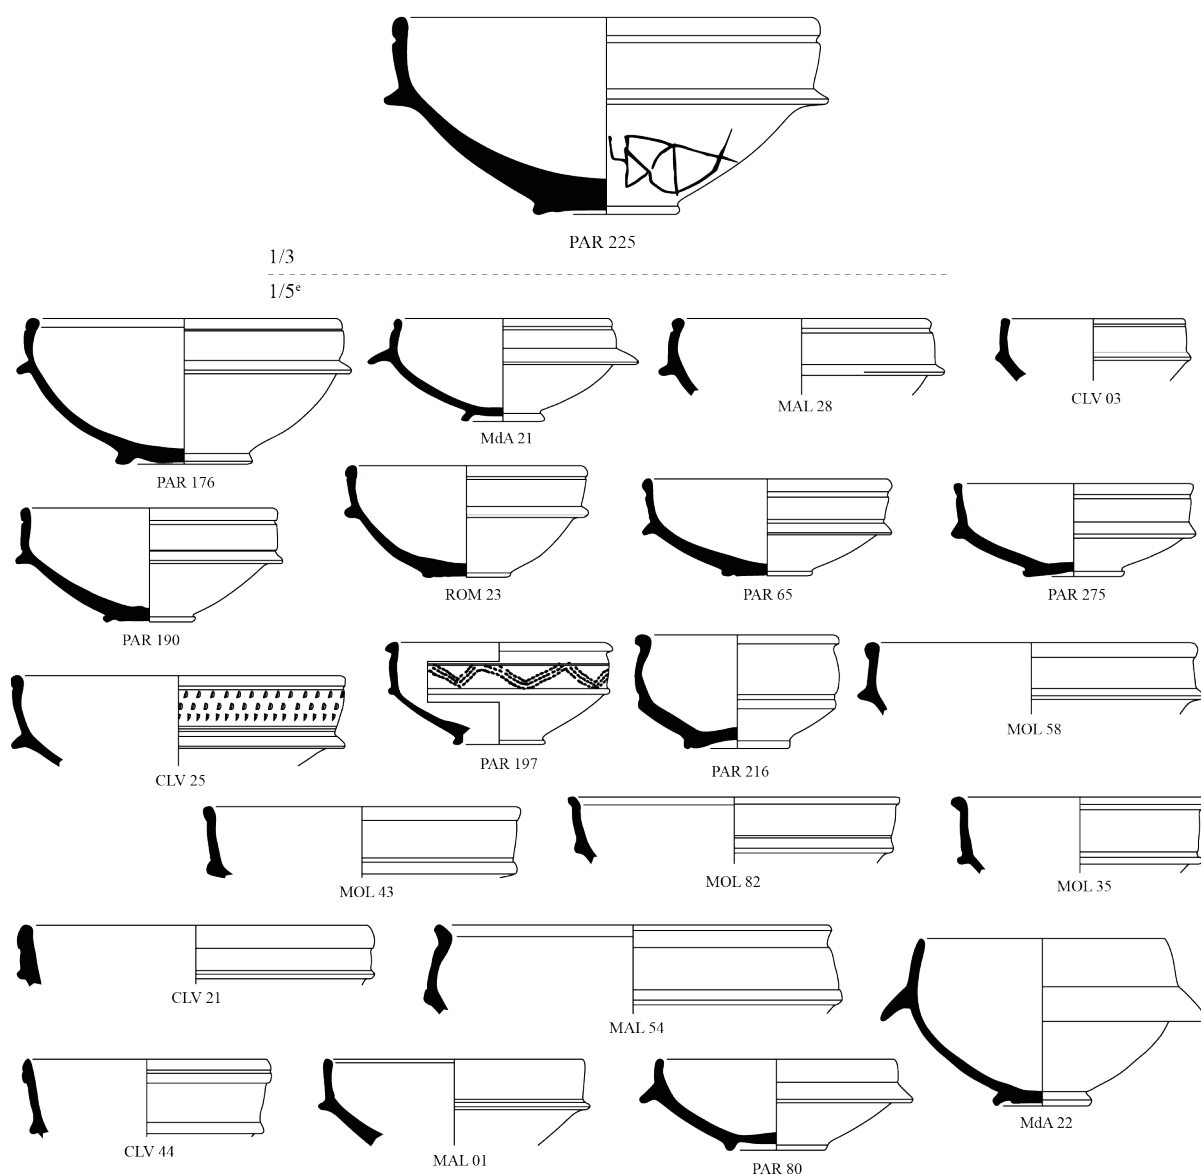 PAR 225
1/3
1/5ᵉ
PAR 176
MdA 21
MAL 28
CLV 03
PAR 190
ROM 23
PAR 65
PAR 275
CLV 25
PAR 197
PAR 216
MOL 58
MOL 43
MOL 82
MOL 35
CLV 21
MAL 54
MdA 22
CLV 44
MAL 01
PAR 80